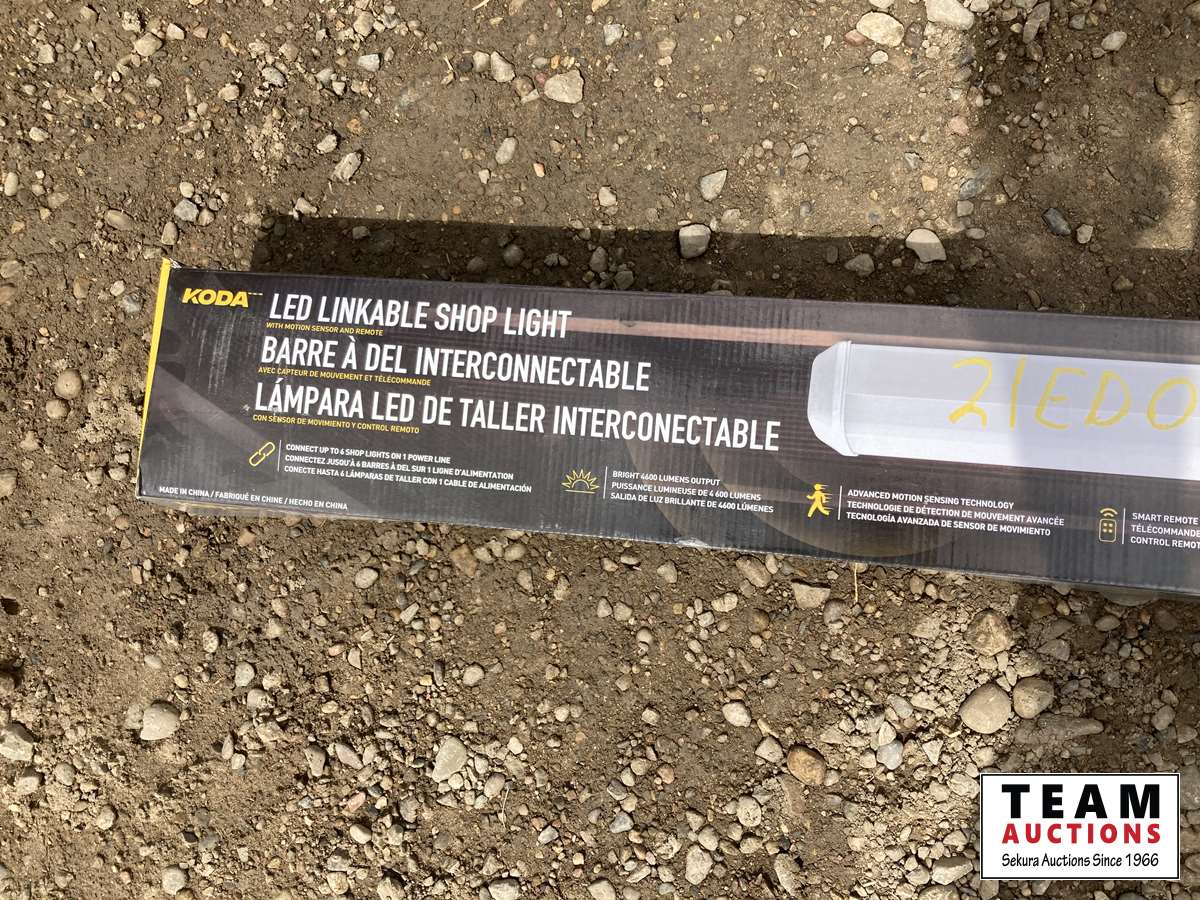 KODA
LED LINKABLE SHOP LIGHT
WITH MOTION SENSOR AND REMOTE
BARRE À DEL INTERCONNECTABLE
AVEC CAPTEUR DE MOUVEMENT ET TÉLÉCOMMANDE
LÁMPARA LED DE TALLER INTERCONECTABLE
CON SENSOR DE MOVIMIENTO Y CONTROL REMOTO
CONNECT UP TO 6 SHOP LIGHTS ON 1 POWER LINE
CONNECTEZ JUSQU'À 6 BARRES À DEL SUR 1 LIGNE D'ALIMENTATION
CONECTE HASTA 6 LÁMPARAS DE TALLER CON 1 CABLE DE ALIMENTACIÓN
BRIGHT 4600 LUMENS OUTPUT
PUISSANCE LUMINEUSE DE 4 600 LUMENS
SALIDA DE LUZ BRILLANTE DE 4600 LÚMENES
ADVANCED MOTION SENSING TECHNOLOGY
TECHNOLOGIE DE DÉTECTION DE MOUVEMENT AVANCÉE
TECNOLOGÍA AVANZADA DE SENSOR DE MOVIMIENTO
SMART REMOTE
TÉLÉCOMMANDE
CONTROL REMOT
MADE IN CHINA / FABRIQUÉ EN CHINE / HECHO EN CHINA
21EDO
TEAM
AUCTIONS
Sekura Auctions Since 1966